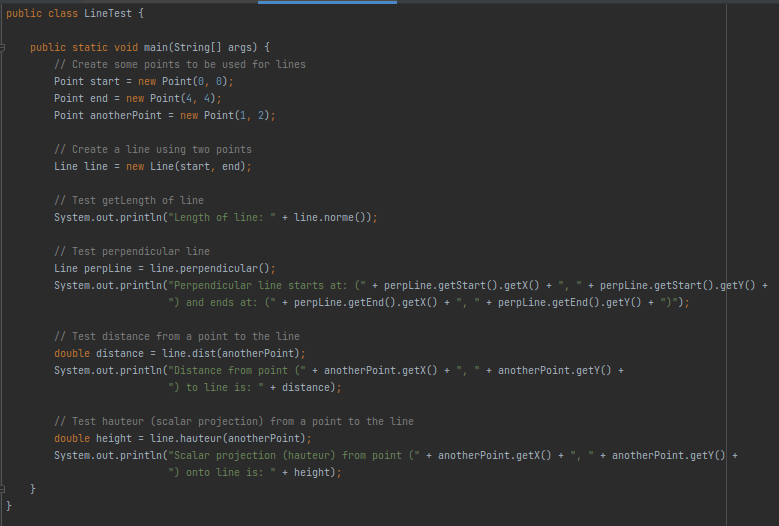 public class LineTest {
    public static void main(String[] args) {
        // Create some points to be used for lines
        Point start = new Point(0, 0);
        Point end = new Point(4, 4);
        Point anotherPoint = new Point(1, 2);
        // Create a line using two points
        Line line = new Line(start, end);
        // Test getLength of line
        System.out.println("Length of line: " + line.norme());
        // Test perpendicular line
        Line perpLine = line.perpendicular();
        System.out.println("Perpendicular line starts at: (" + perpLine.getStart().getX() + ", " + perpLine.getStart().getY() +
                           ") and ends at: (" + perpLine.getEnd().getX() + ", " + perpLine.getEnd().getY() + ")");
        // Test distance from a point to the line
        double distance = line.dist(anotherPoint);
        System.out.println("Distance from point (" + anotherPoint.getX() + ", " + anotherPoint.getY() +
                           ") to line is: " + distance);
        // Test hauteur (scalar projection) from a point to the line
        double height = line.hauteur(anotherPoint);
        System.out.println("Scalar projection (hauteur) from point (" + anotherPoint.getX() + ", " + anotherPoint.getY() +
                           ") onto line is: " + height);
    }
}